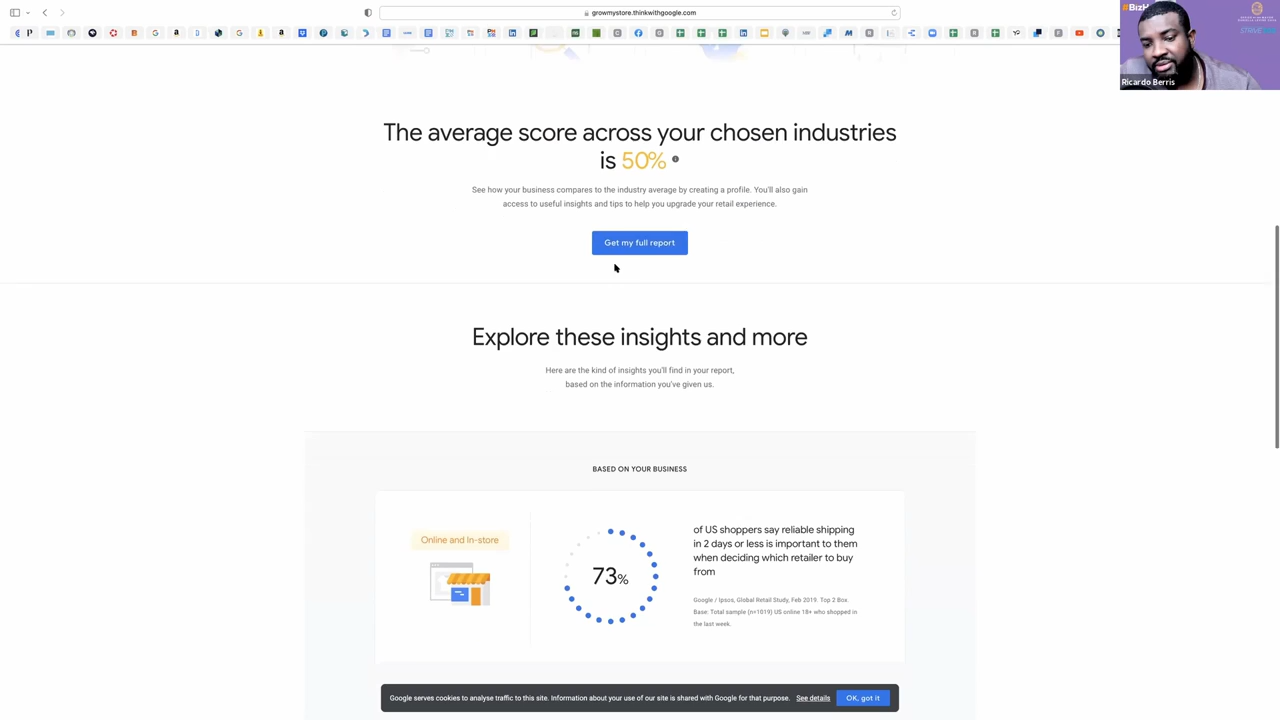 growmystore.thinkwithgoogle.com
#BizH
Ricardo Berris
The average score across your chosen industries
is 50%
See how your business compares to the industry average by creating a profile. You'll also gain
access to useful insights and tips to help you upgrade your retail experience.
Get my full report
Explore these insights and more
Here are the kind of insights you'll find in your report,
based on the information you've given us.
BASED ON YOUR BUSINESS
Online and In-store
73%
of US shoppers say reliable shipping
in 2 days or less is important to them
when deciding which retailer to buy
from
Google / Ipsos, Global Retail Study, Feb 2019. Top 2 Box.
Base: Total sample (n=1019) US online 18+ who shopped in
the last week.
Google serves cookies to analyse traffic to this site. Information about your use of our site is shared with Google for that purpose. See details OK, got it